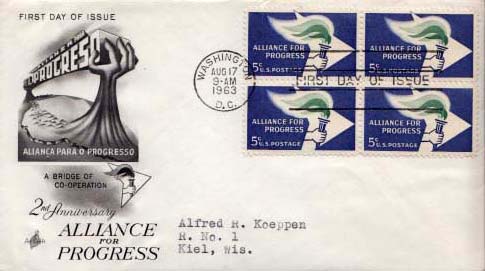 FIRST DAY OF ISSUE
PROGRESO
ALIANÇA PARA O PROGRESSO
A BRIDGE OF
CO-OPERATION
2nd Anniversary
ALLIANCE
FOR
PROGRESS
WASHINGTON
AUG 17
9-AM
1963
D.C.
FIRST DAY OF ISSUE
ALLIANCE FOR
PROGRESS
5¢ U.S. POSTAGE
ALLIANCE FOR
PROGRESS
5¢ U.S. POSTAGE
ALLIANCE FOR
PROGRESS
5¢ U.S. POSTAGE
ALLIANCE FOR
PROGRESS
5¢ U.S. POSTAGE
Alfred R. Koeppen
R. No. 1
Kiel, Wis.